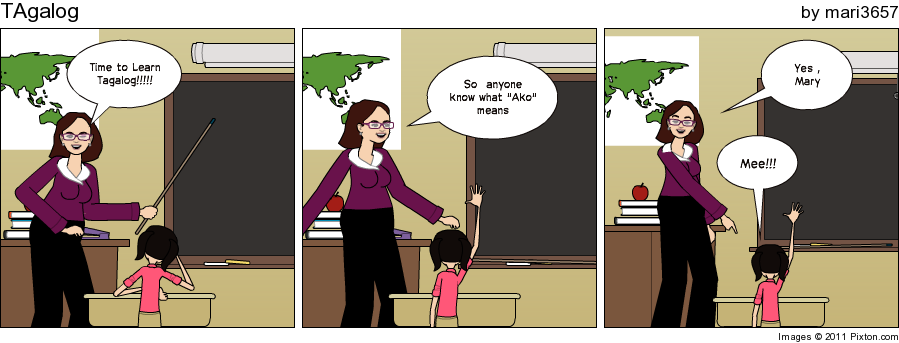 TAgalog
by mari3657
Time to Learn
Tagalog!!!!!
So anyone
know what "Ako"
means
Yes ,
Mary
Mee!!!
Images © 2011 Pixton.com